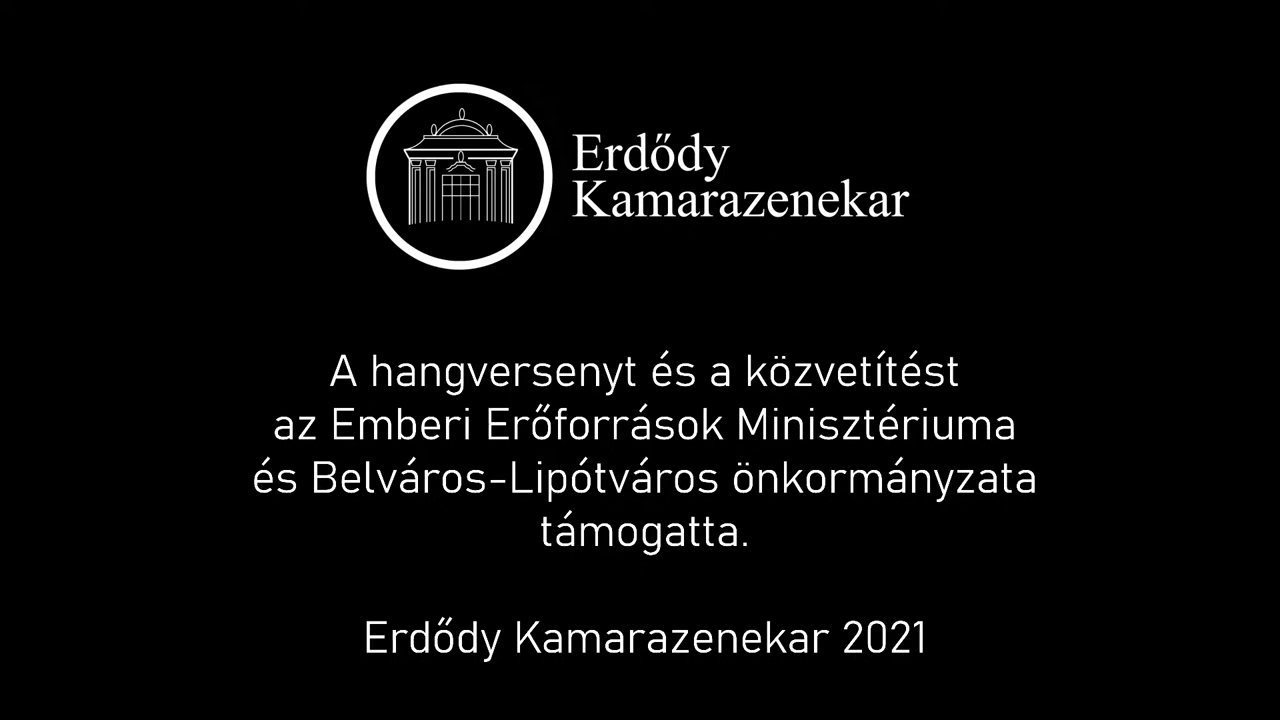 Erdődy
Kamarazenekar
A hangversenyt és a közvetítést
az Emberi Erőforrások Minisztériuma
és Belváros-Lipótváros önkormányzata
támogatta.
Erdődy Kamarazenekar 2021